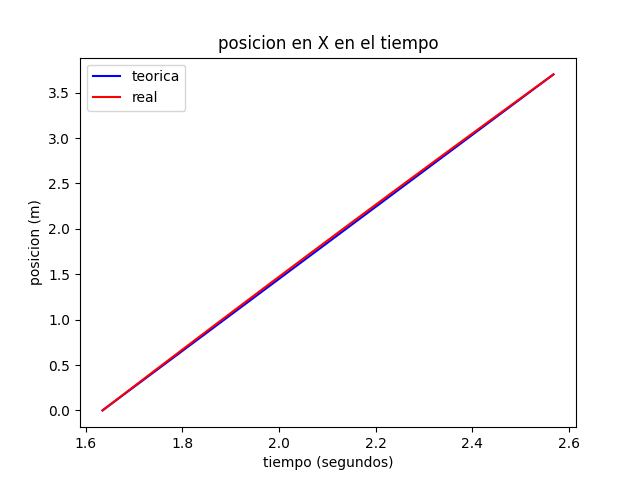 posicion en X en el tiempo
teorica
real
posicion (m)
3.5
3.0
2.5
2.0
1.5
1.0
0.5
0.0
1.6 1.8 2.0 2.2 2.4 2.6
tiempo (segundos)